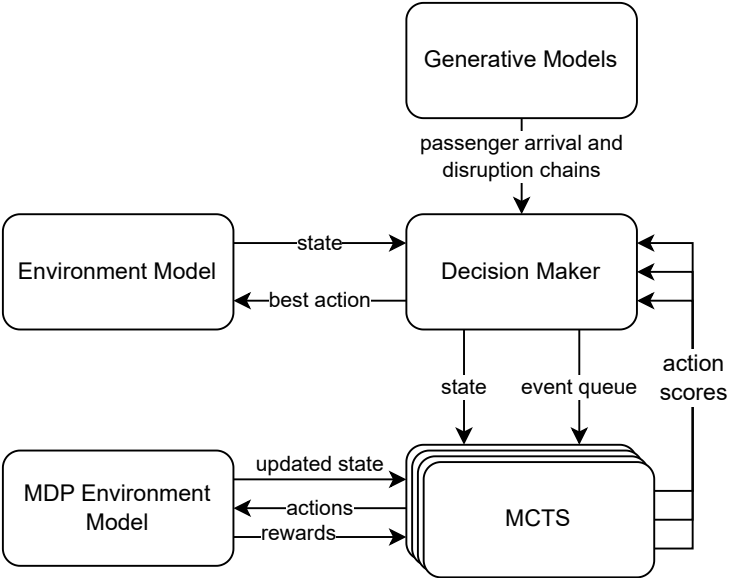 Generative Models
passenger arrival and
disruption chains
Environment Model
state
best action
Decision Maker
state
event queue
action
scores
MDP Environment
Model
updated state
actions
rewards
MCTS